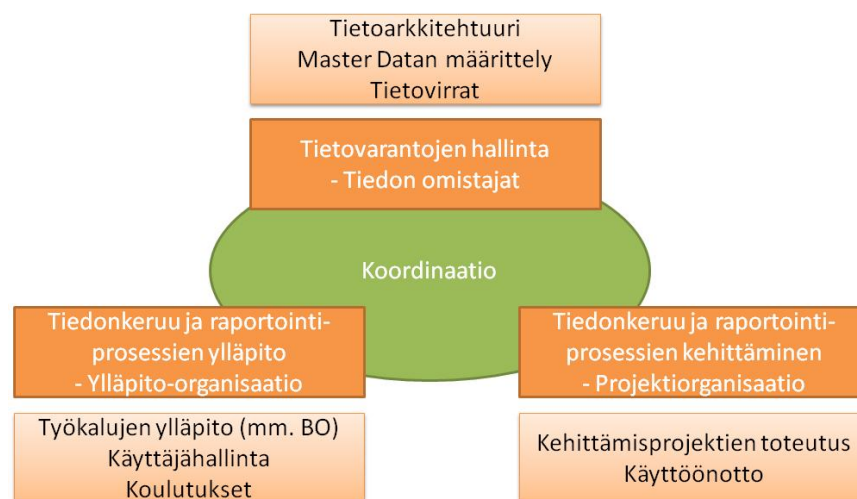 Tietoarkkitehtuuri
Master Datan määrittely
Tietovirrat
Tietovarantojen hallinta
- Tiedon omistajat
Koordinaatio
Tiedonkeruu ja raportointi-
prosessien ylläpito
- Ylläpito-organisaatio
Tiedonkeruu ja raportointi-
prosessien kehittäminen
- Projektiorganisaatio
Työkalujen ylläpito (mm. BO)
Käyttäjähallinta
Koulutukset
Kehittämisprojektien toteutus
Käyttöönotto